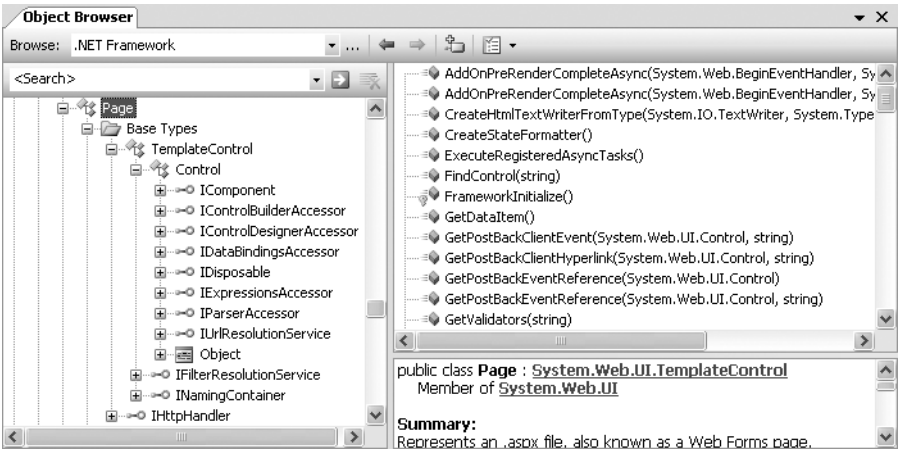 Object Browser
Browse: .NET Framework ...
<Search>
Page
Base Types
TemplateControl
Control
IComponent
IControlBuilderAccessor
IControlDesignerAccessor
IDataBindingsAccessor
IDisposable
IExpressionsAccessor
IParserAccessor
IUrlResolutionService
Object
IFilterResolutionService
INamingContainer
IHttpHandler
AddOnPreRenderCompleteAsync(System.Web.BeginEventHandler, Sy
AddOnPreRenderCompleteAsync(System.Web.BeginEventHandler, Sy
CreateHtmlTextWriterFromType(System.IO.TextWriter, System.Type
CreateStateFormatter()
ExecuteRegisteredAsyncTasks()
FindControl(string)
FrameworkInitialize()
GetDataItem()
GetPostBackClientEvent(System.Web.UI.Control, string)
GetPostBackClientHyperlink(System.Web.UI.Control, string)
GetPostBackEventReference(System.Web.UI.Control)
GetPostBackEventReference(System.Web.UI.Control, string)
GetValidators(string)
public class Page : System.Web.UI.TemplateControl
Member of System.Web.UI
Summary:
Represents an .aspx file, also known as a Web Forms page,